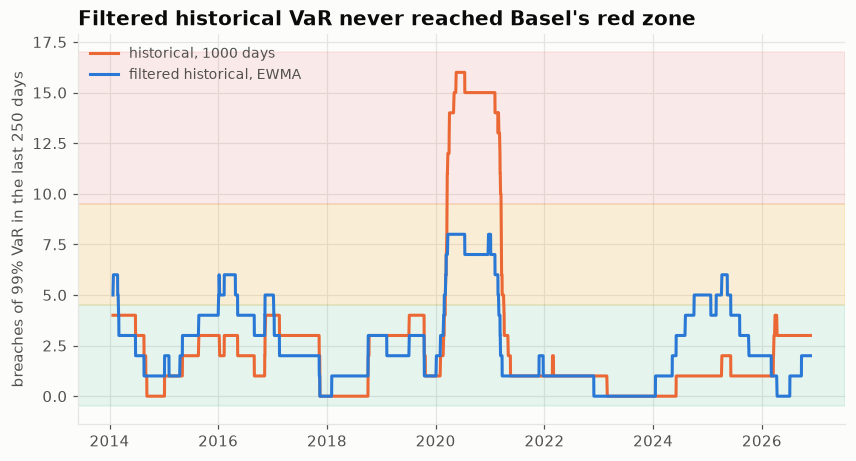 Filtered historical VaR never reached Basel's red zone
historical, 1000 days
filtered historical, EWMA
breaches of 99% VaR in the last 250 days
17.5
15.0
12.5
10.0
7.5
5.0
2.5
0.0
2014 2016 2018 2020 2022 2024 2026